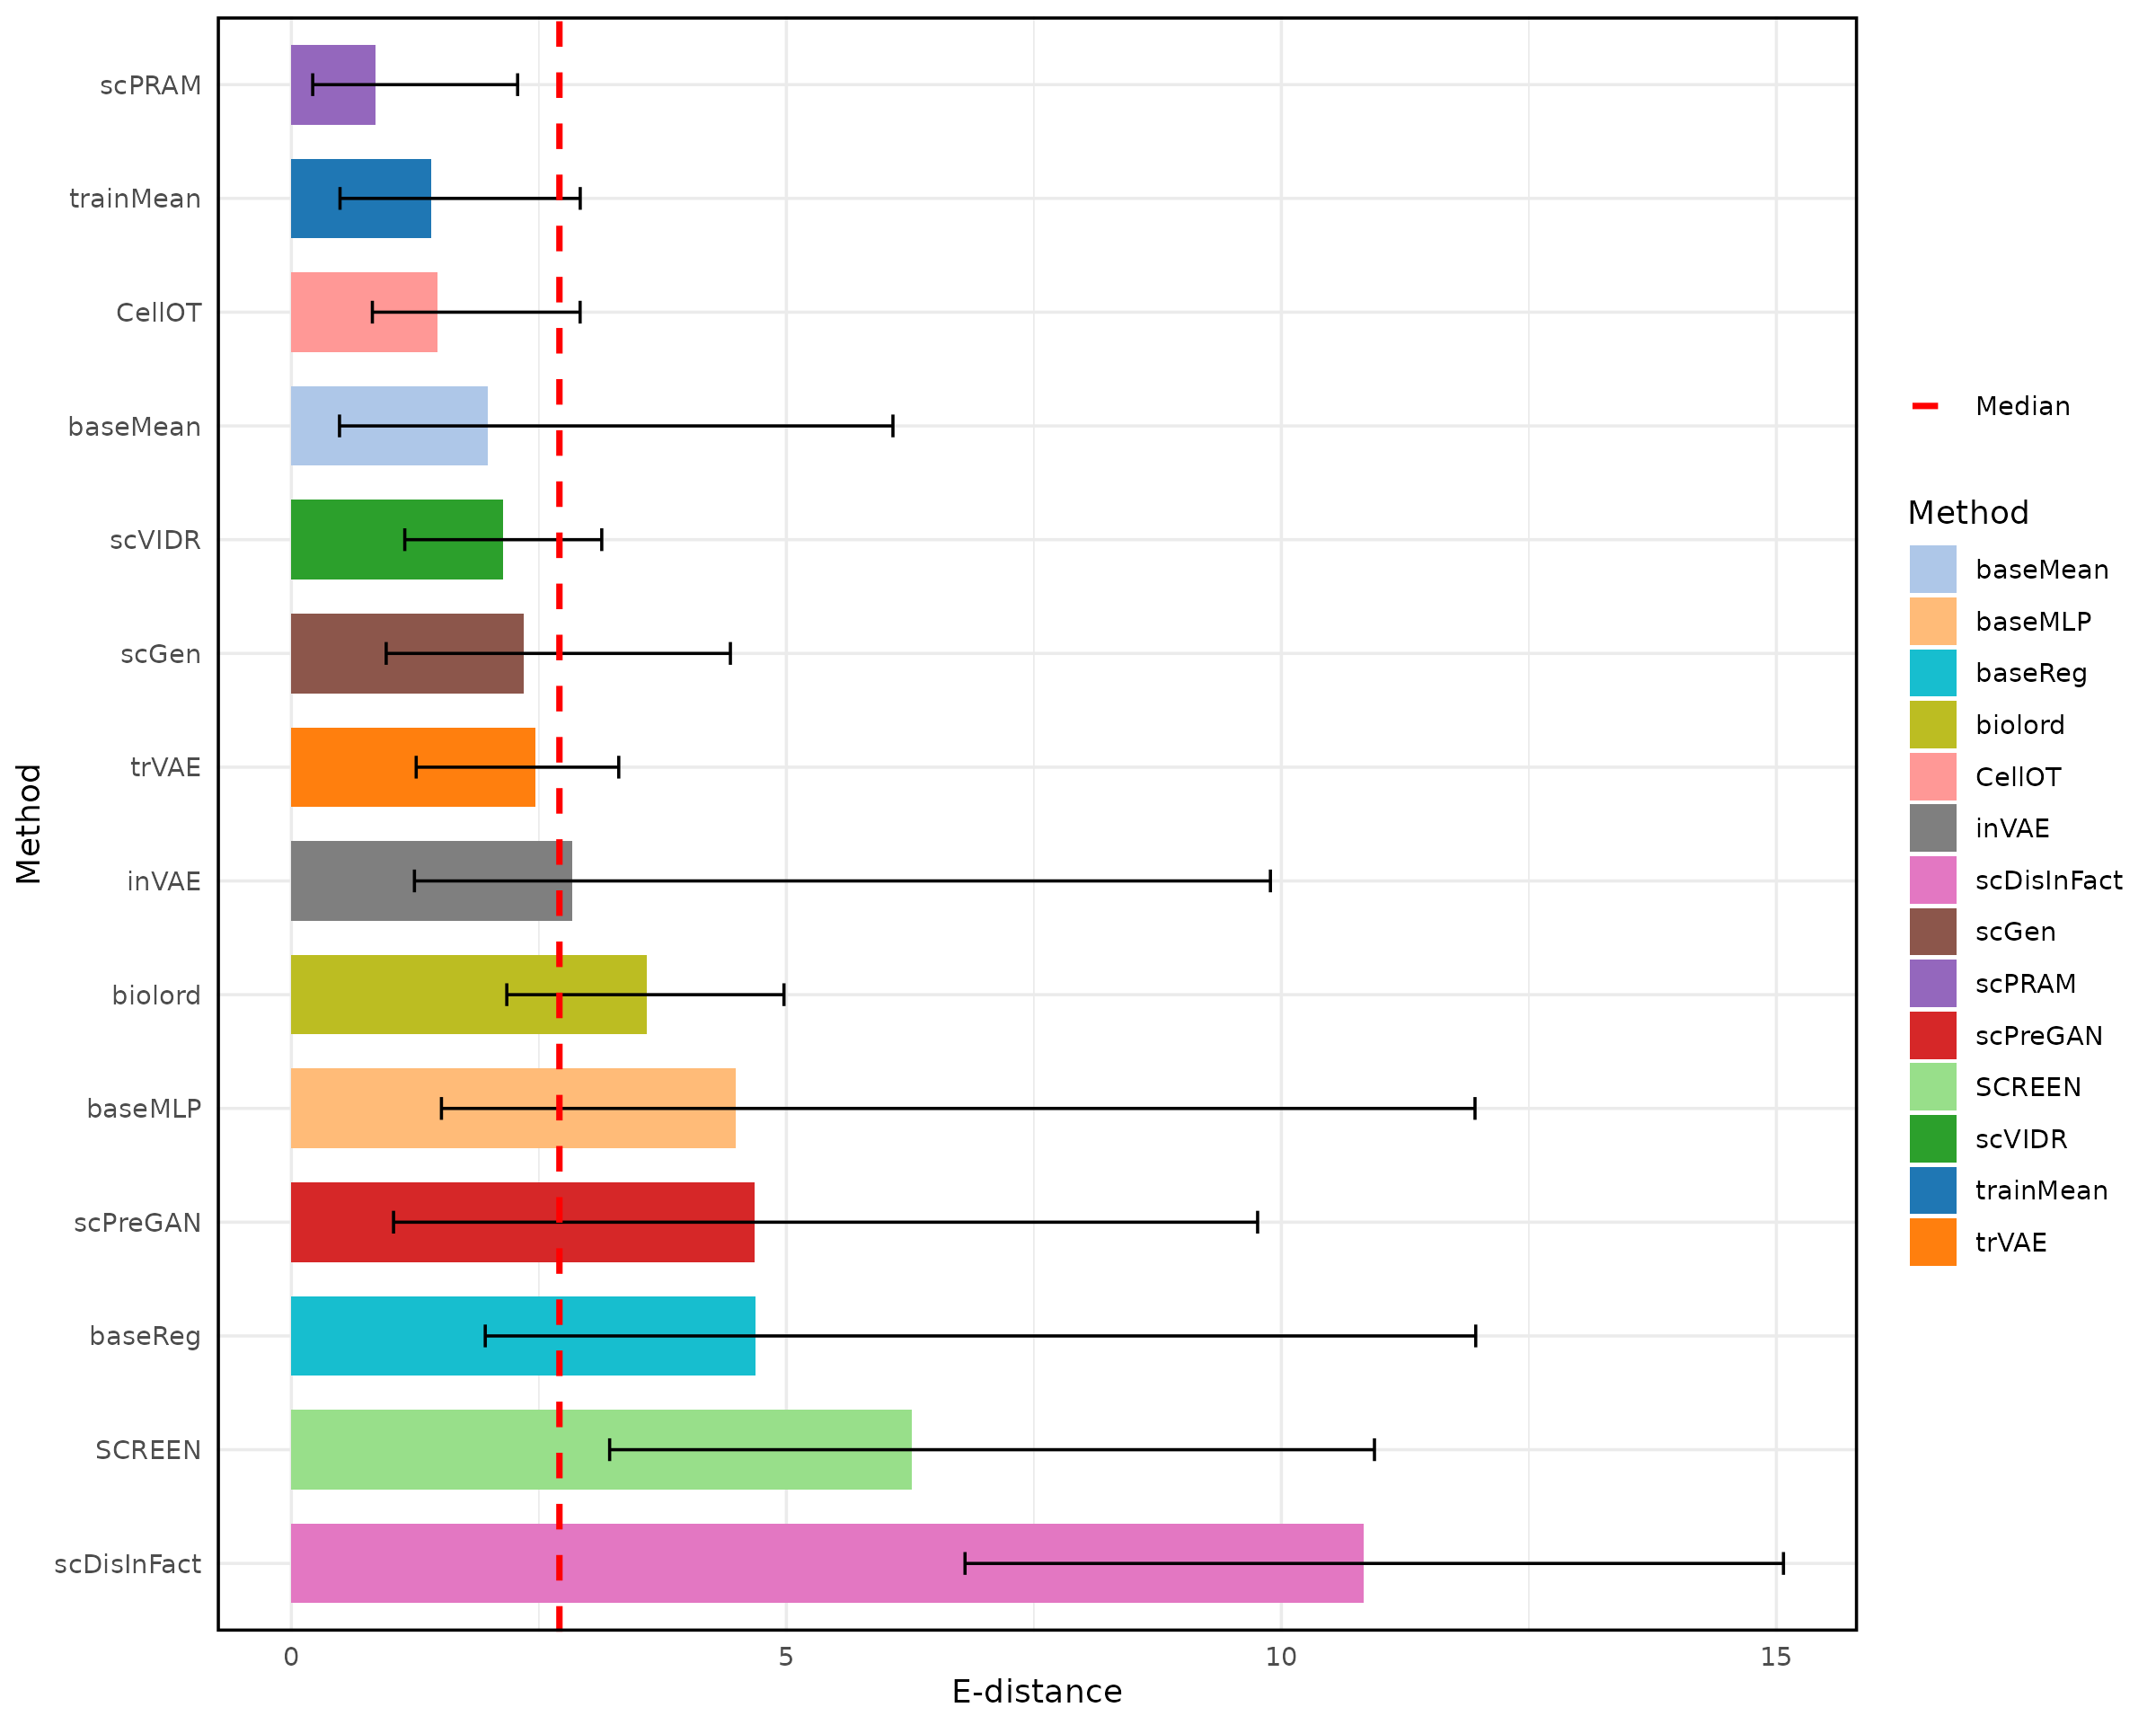 scPRAM
trainMean
CellOT
baseMean
scVIDR
scGen
trVAE
inVAE
biolord
baseMLP
scPreGAN
baseReg
SCREEN
scDisInFact
Method
0 5 10 15
E-distance
Median
Method
baseMean
baseMLP
baseReg
biolord
CellOT
inVAE
scDisInFact
scGen
scPRAM
scPreGAN
SCREEN
scVIDR
trainMean
trVAE